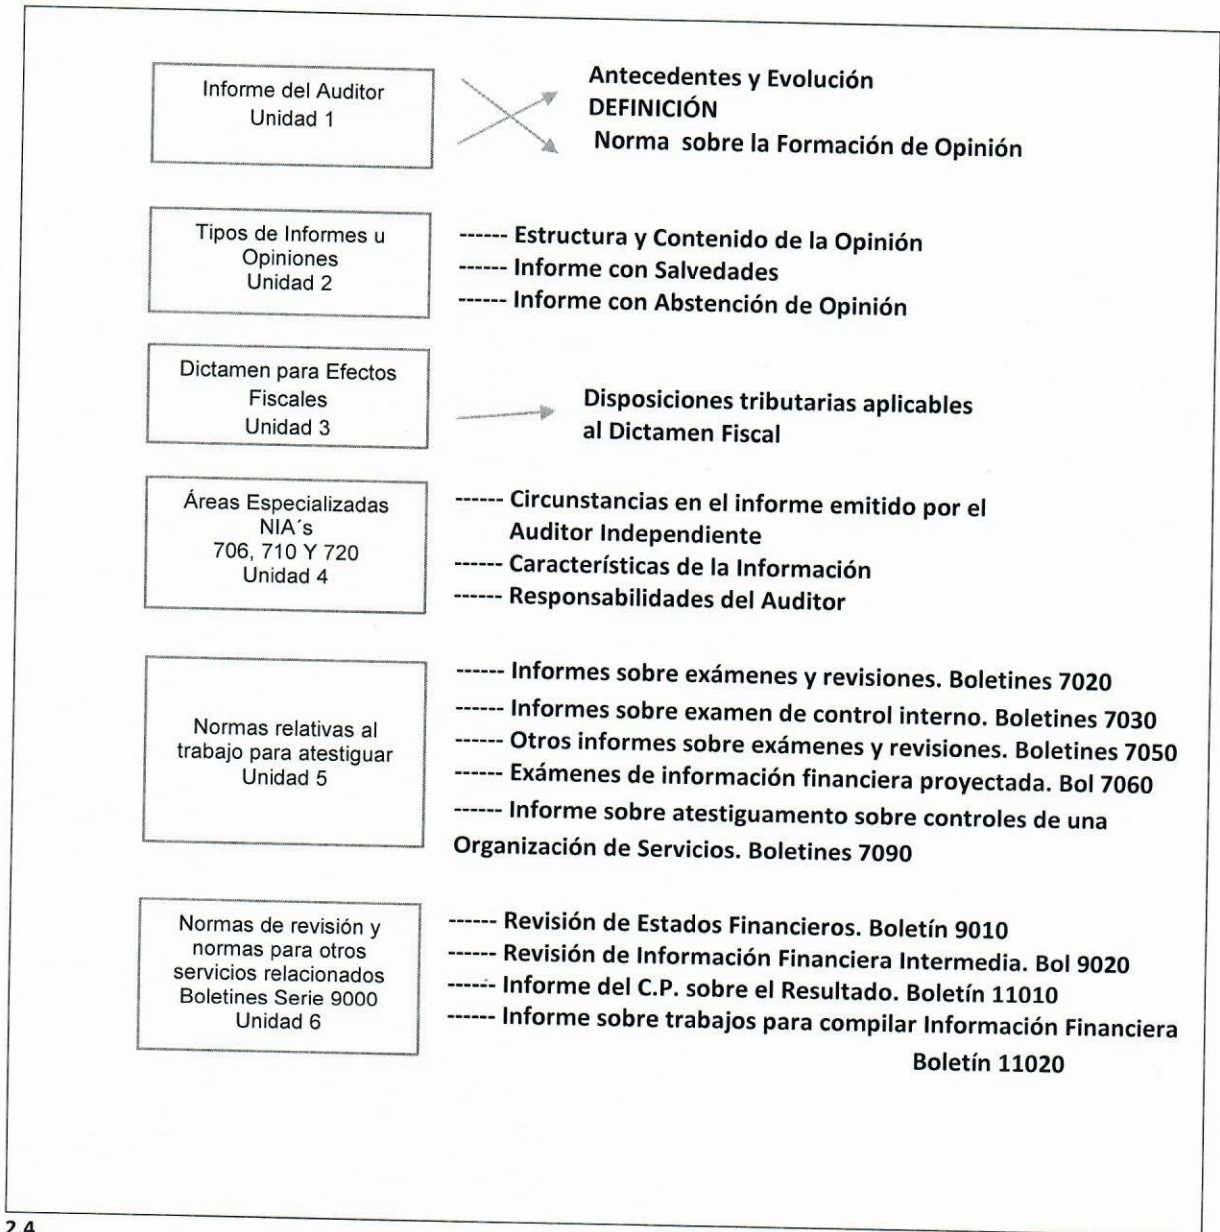 Informe del Auditor
Unidad 1
Antecedentes y Evolución
DEFINICIÓN
Norma sobre la Formación de Opinión
Tipos de Informes u
Opiniones
Unidad 2
------ Estructura y Contenido de la Opinión
------ Informe con Salvedades
------ Informe con Abstención de Opinión
Dictamen para Efectos
Fiscales
Unidad 3
Disposiciones tributarias aplicables
al Dictamen Fiscal
Áreas Especializadas
NIA´s
706, 710 Y 720
Unidad 4
------ Circunstancias en el informe emitido por el
Auditor Independiente
------ Características de la Información
------ Responsabilidades del Auditor
Normas relativas al
trabajo para atestiguar
Unidad 5
------ Informes sobre exámenes y revisiones. Boletines 7020
------ Informes sobre examen de control interno. Boletines 7030
------ Otros informes sobre exámenes y revisiones. Boletines 7050
------ Exámenes de información financiera proyectada. Bol 7060
------ Informe sobre atestiguamento sobre controles de una
Organización de Servicios. Boletines 7090
Normas de revisión y
normas para otros
servicios relacionados
Boletines Serie 9000
Unidad 6
------ Revisión de Estados Financieros. Boletín 9010
------ Revisión de Información Financiera Intermedia. Bol 9020
------ Informe del C.P. sobre el Resultado. Boletín 11010
------ Informe sobre trabajos para compilar Información Financiera
Boletín 11020
2.4